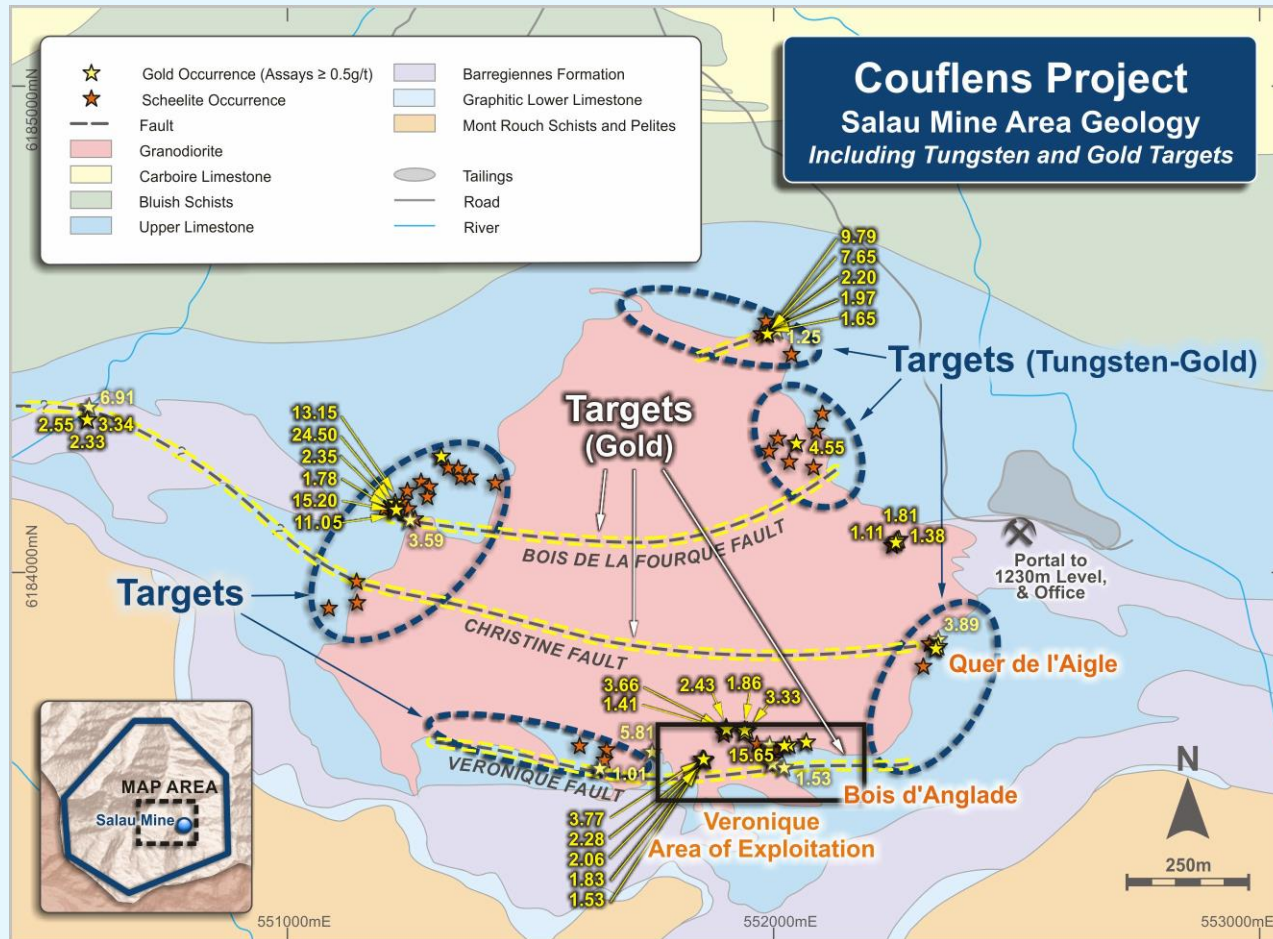 Couflens Project
Salau Mine Area Geology
Including Tungsten and Gold Targets
Gold Occurrence (Assays ≥ 0.5g/t)
Scheelite Occurrence
Fault
Granodiorite
Carboire Limestone
Bluish Schists
Upper Limestone
Barregiennes Formation
Graphitic Lower Limestone
Mont Rouch Schists and Pelites
Tailings
Road
River
6185000mN
9.79
7.65
2.20
1.97
1.65
1.25
Targets (Tungsten-Gold)
Targets
(Gold)
6.91
2.55
3.34
2.33
13.15
24.50
2.35
1.78
15.20
11.05
3.59
4.55
BOIS DE LA FOURQUE FAULT
1.81
1.11
1.38
Portal to
1230m Level,
& Office
6184000mN
Targets
CHRISTINE FAULT
3.89
Quer de l'Aigle
3.66
1.41
2.43
1.86
3.33
5.81
15.65
1.01
1.53
VERONIQUE FAULT
Bois d'Anglade
Veronique
Area of Exploitation
3.77
2.28
2.06
1.83
1.53
MAP AREA
Salau Mine
N
250m
551000mE
552000mE
553000mE